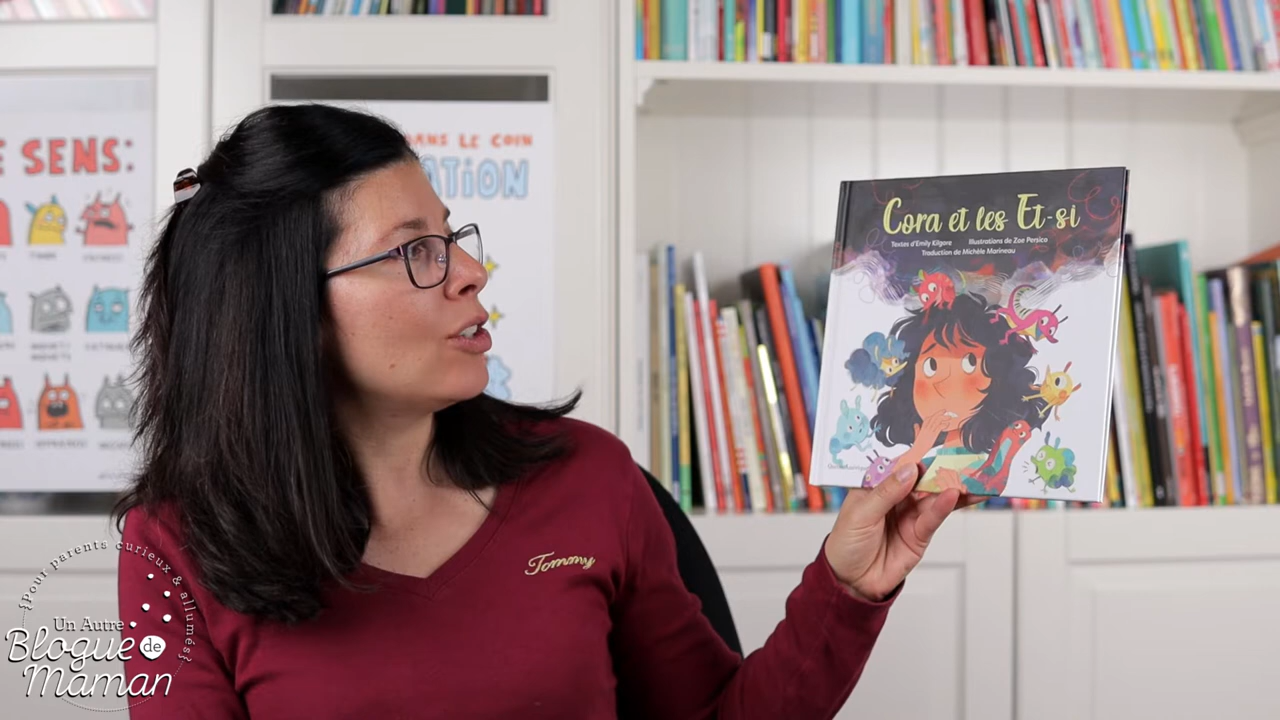 E SENS:
ANS LE COIN
ATION
Cora et les Et-si
Textes d'Emily Kilgore Illustrations de Zoe Persico
Traduction de Michèle Marineau
Tommy
{Pour parents curieux & allumés}
Un Autre
Blogue de
Maman